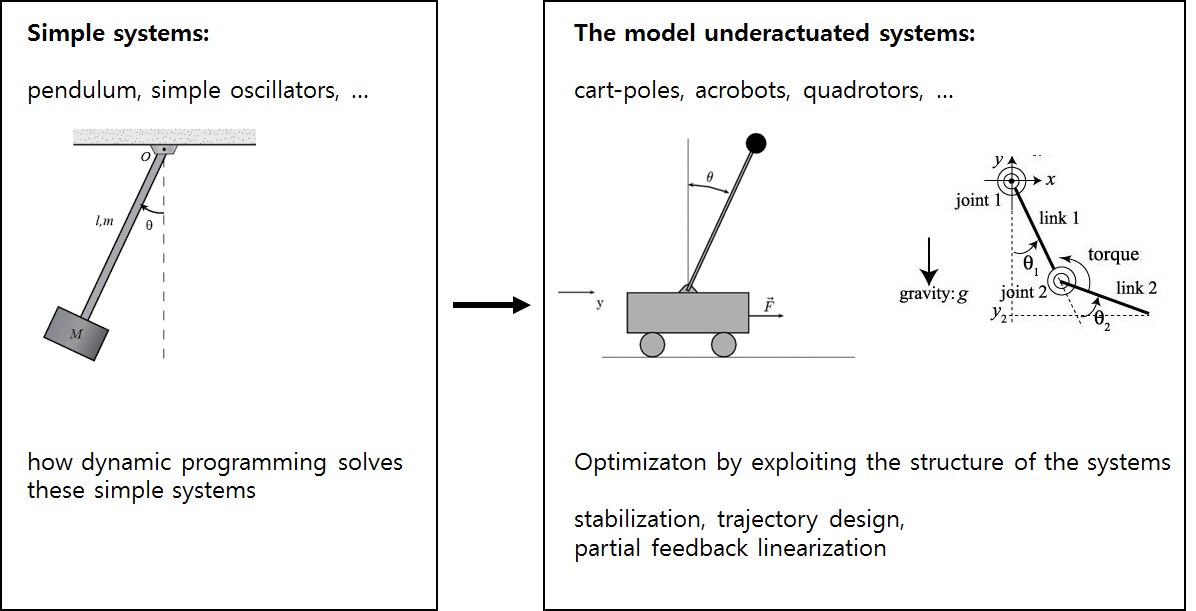 Simple systems:
pendulum, simple oscillators, ...
O
l,m
θ
M
how dynamic programming solves
these simple systems
The model underactuated systems:
cart-poles, acrobots, quadrotors, ...
θ
y
F⃗
y
x
joint 1
link 1
θ1
torque
gravity: g
joint 2
link 2
y2
θ2
Optimizaton by exploiting the structure of the systems
stabilization, trajectory design,
partial feedback linearization